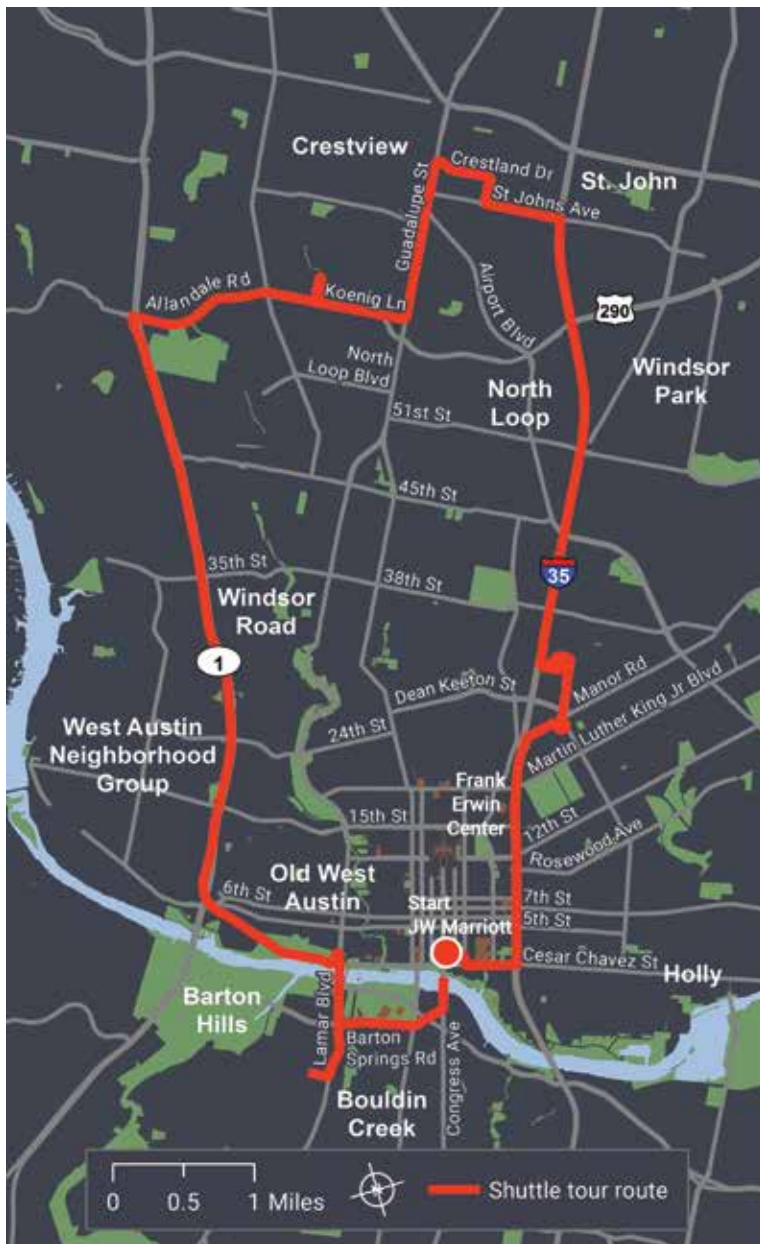 Crestview
Crestland Dr
St. John
St Johns Ave
Guadalupe St
Airport Blvd
Allandale Rd
Koenig Ln
290
North
Loop Blvd
Windsor
Park
North
Loop
51st St
45th St
35th St
38th St
35
Windsor
Road
1
Manor Rd
Dean Keeton St
Martin Luther King Jr Blvd
West Austin
Neighborhood
Group
24th St
Frank
Erwin
Center
15th St
12th St
Rosewood Ave
Old West
Austin
6th St
7th St
5th St
Start
JW Marriott
Cesar Chavez St
Holly
Barton
Hills
Lamar Blvd
Barton
Springs Rd
Congress Ave
Bouldin
Creek
0 0.5 1 Miles
N
Shuttle tour route